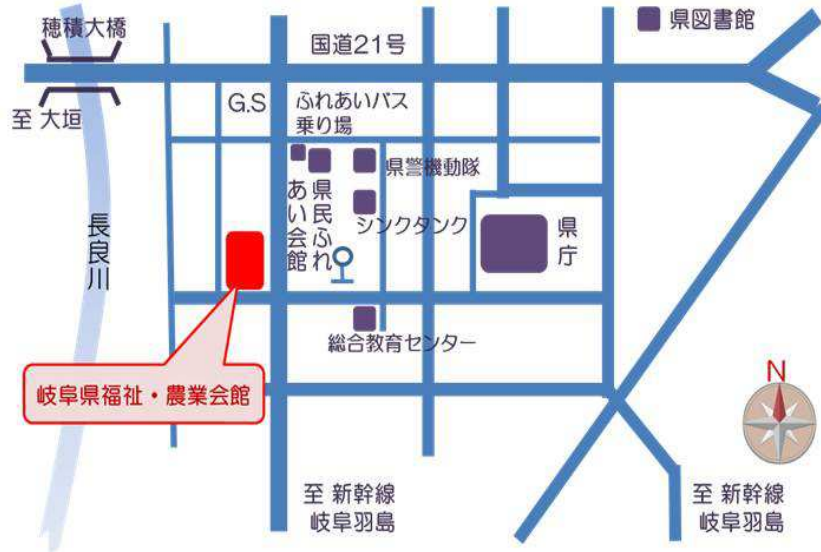 穂積大橋
国道21号
県図書館
至 大垣
G.S
ふれあいバス
乗り場
県警機動隊
県民ふれ
あい会館
シンクタンク
県庁
長良川
総合教育センター
岐阜県福祉・農業会館
N
至 新幹線
岐阜羽島
至 新幹線
岐阜羽島